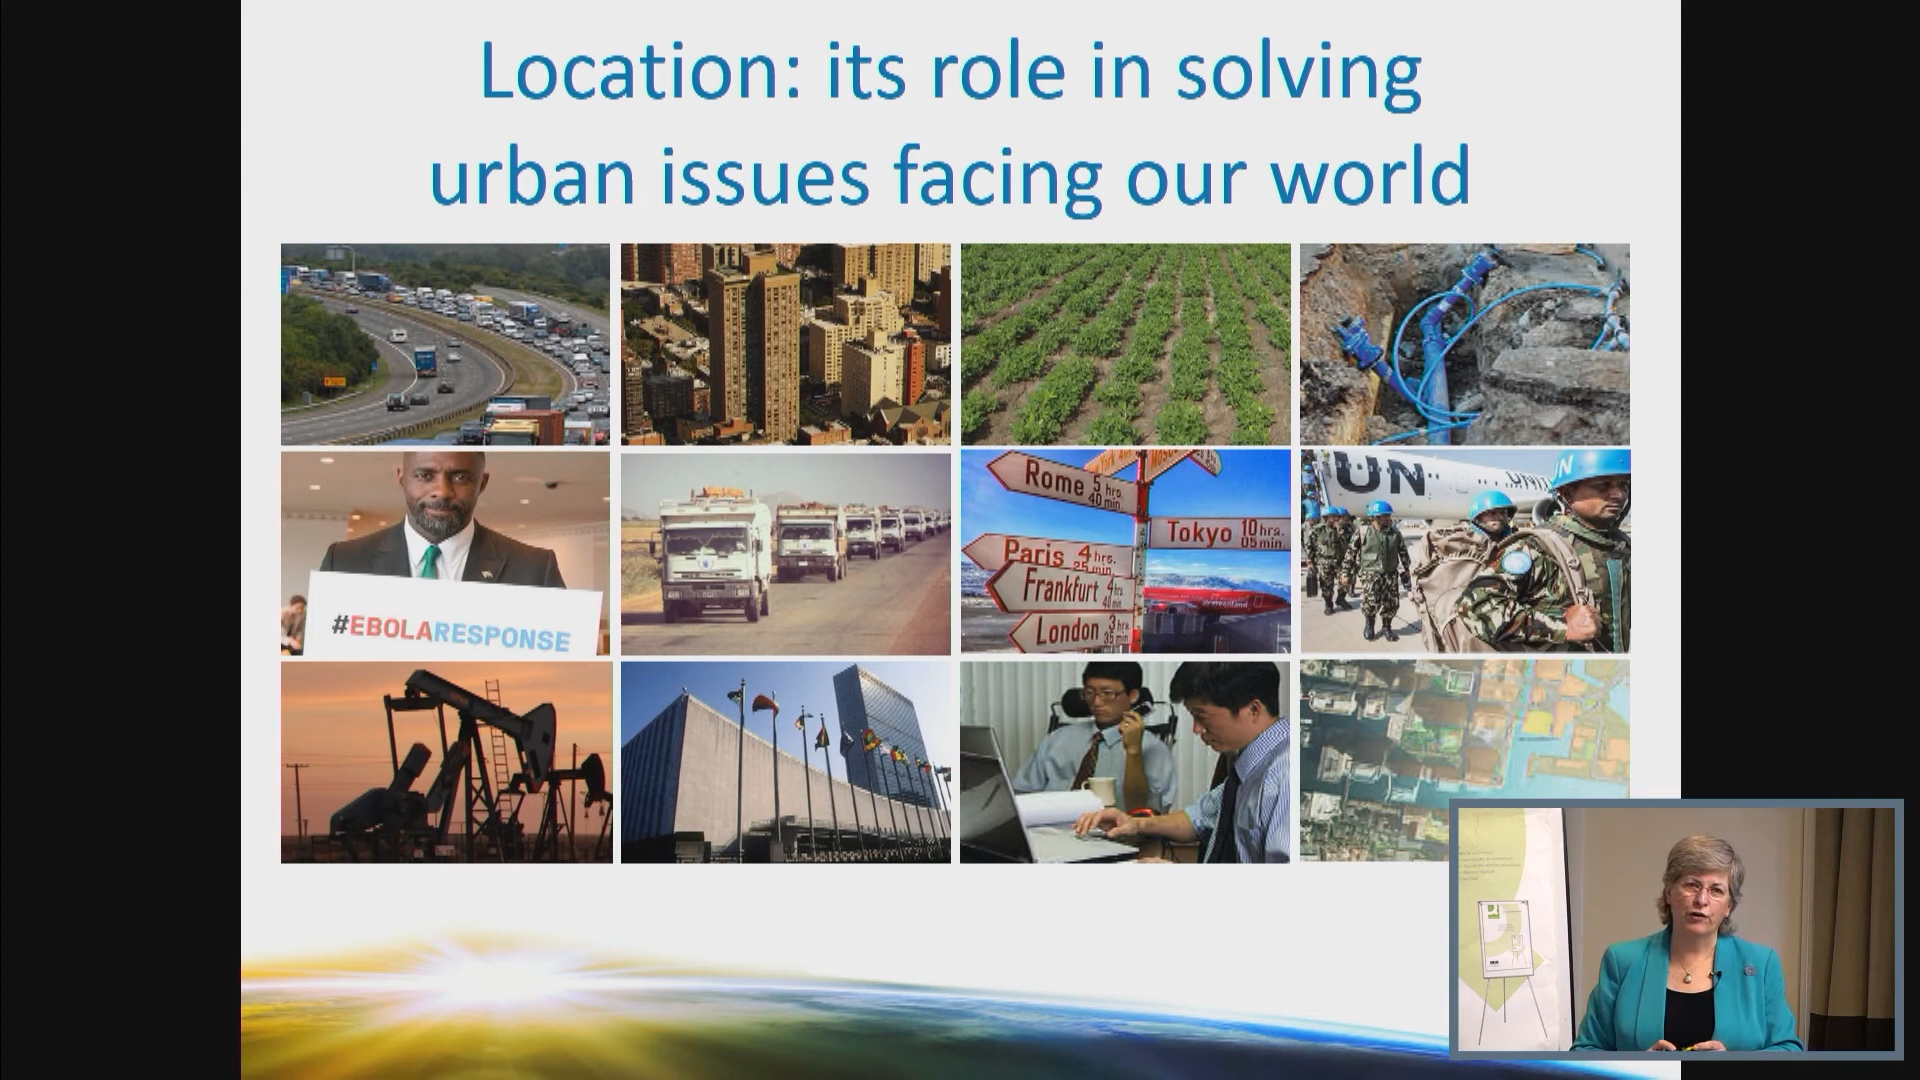 Location: its role in solving
urban issues facing our world
#EBOLARESPONSE
Rome 5 hrs.
40 min.
Tokyo 10 hrs.
05 min.
Paris 4 hrs.
25 min.
Frankfurt 4 hrs
40 min.
London 3 hrs.
35 min.
UN
UN